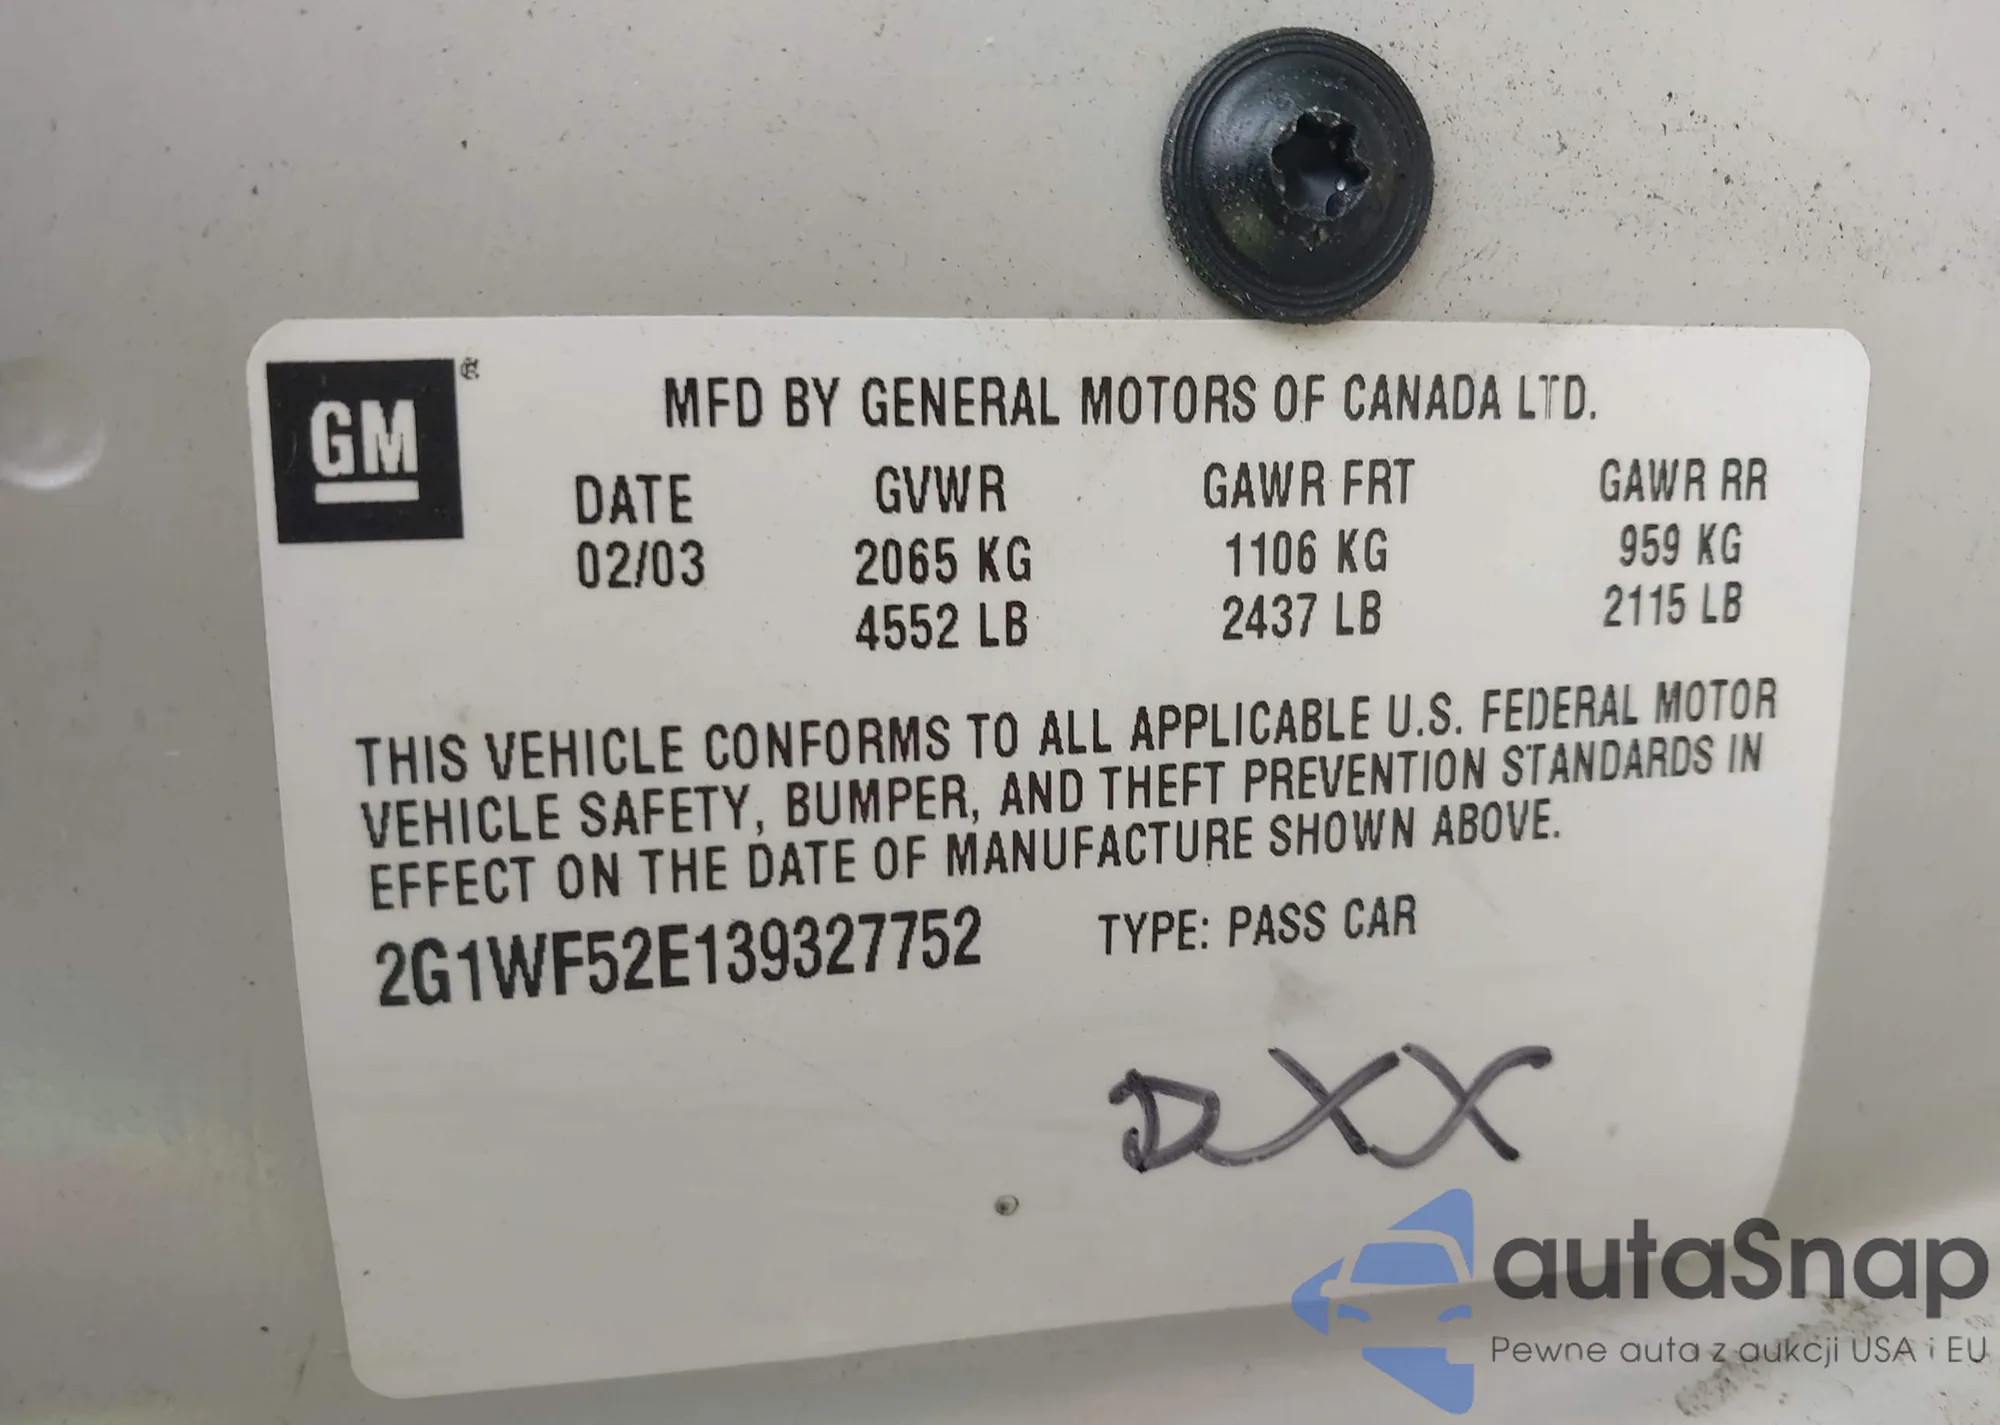 GM®
MFD BY GENERAL MOTORS OF CANADA LTD.
DATE GVWR GAWR FRT GAWR RR
02/03 2065 KG 1106 KG 959 KG
4552 LB 2437 LB 2115 LB
THIS VEHICLE CONFORMS TO ALL APPLICABLE U.S. FEDERAL MOTOR
VEHICLE SAFETY, BUMPER, AND THEFT PREVENTION STANDARDS IN
EFFECT ON THE DATE OF MANUFACTURE SHOWN ABOVE.
2G1WF52E139327752 TYPE: PASS CAR
DXX
autaSnap
Pewne auta z aukcji USA i EU